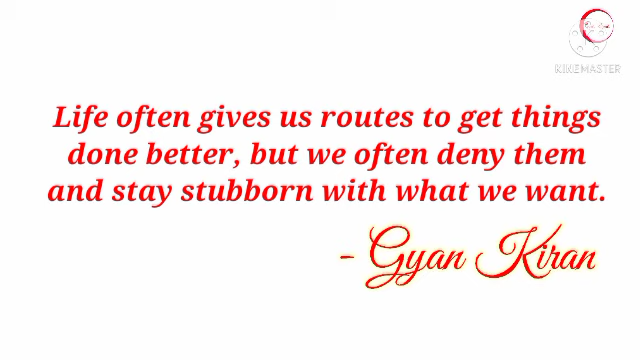 KINEMASTER
Life often gives us routes to get things
done better, but we often deny them
and stay stubborn with what we want.
- Gyan Kiran